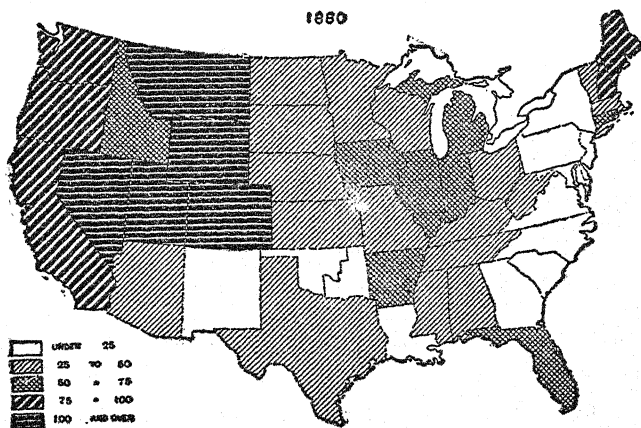 1880
UNDER 25
25 TO 50
50 " 75
75 " 100
100 AND OVER